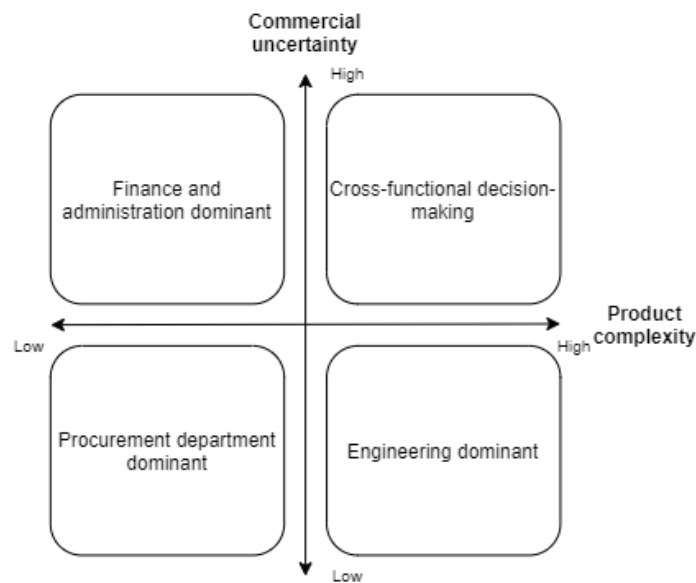 Commercial
uncertainty
High
Finance and
administration dominant
Cross-functional decision-
making
Product
complexity
Low
High
Procurement department
dominant
Engineering dominant
Low